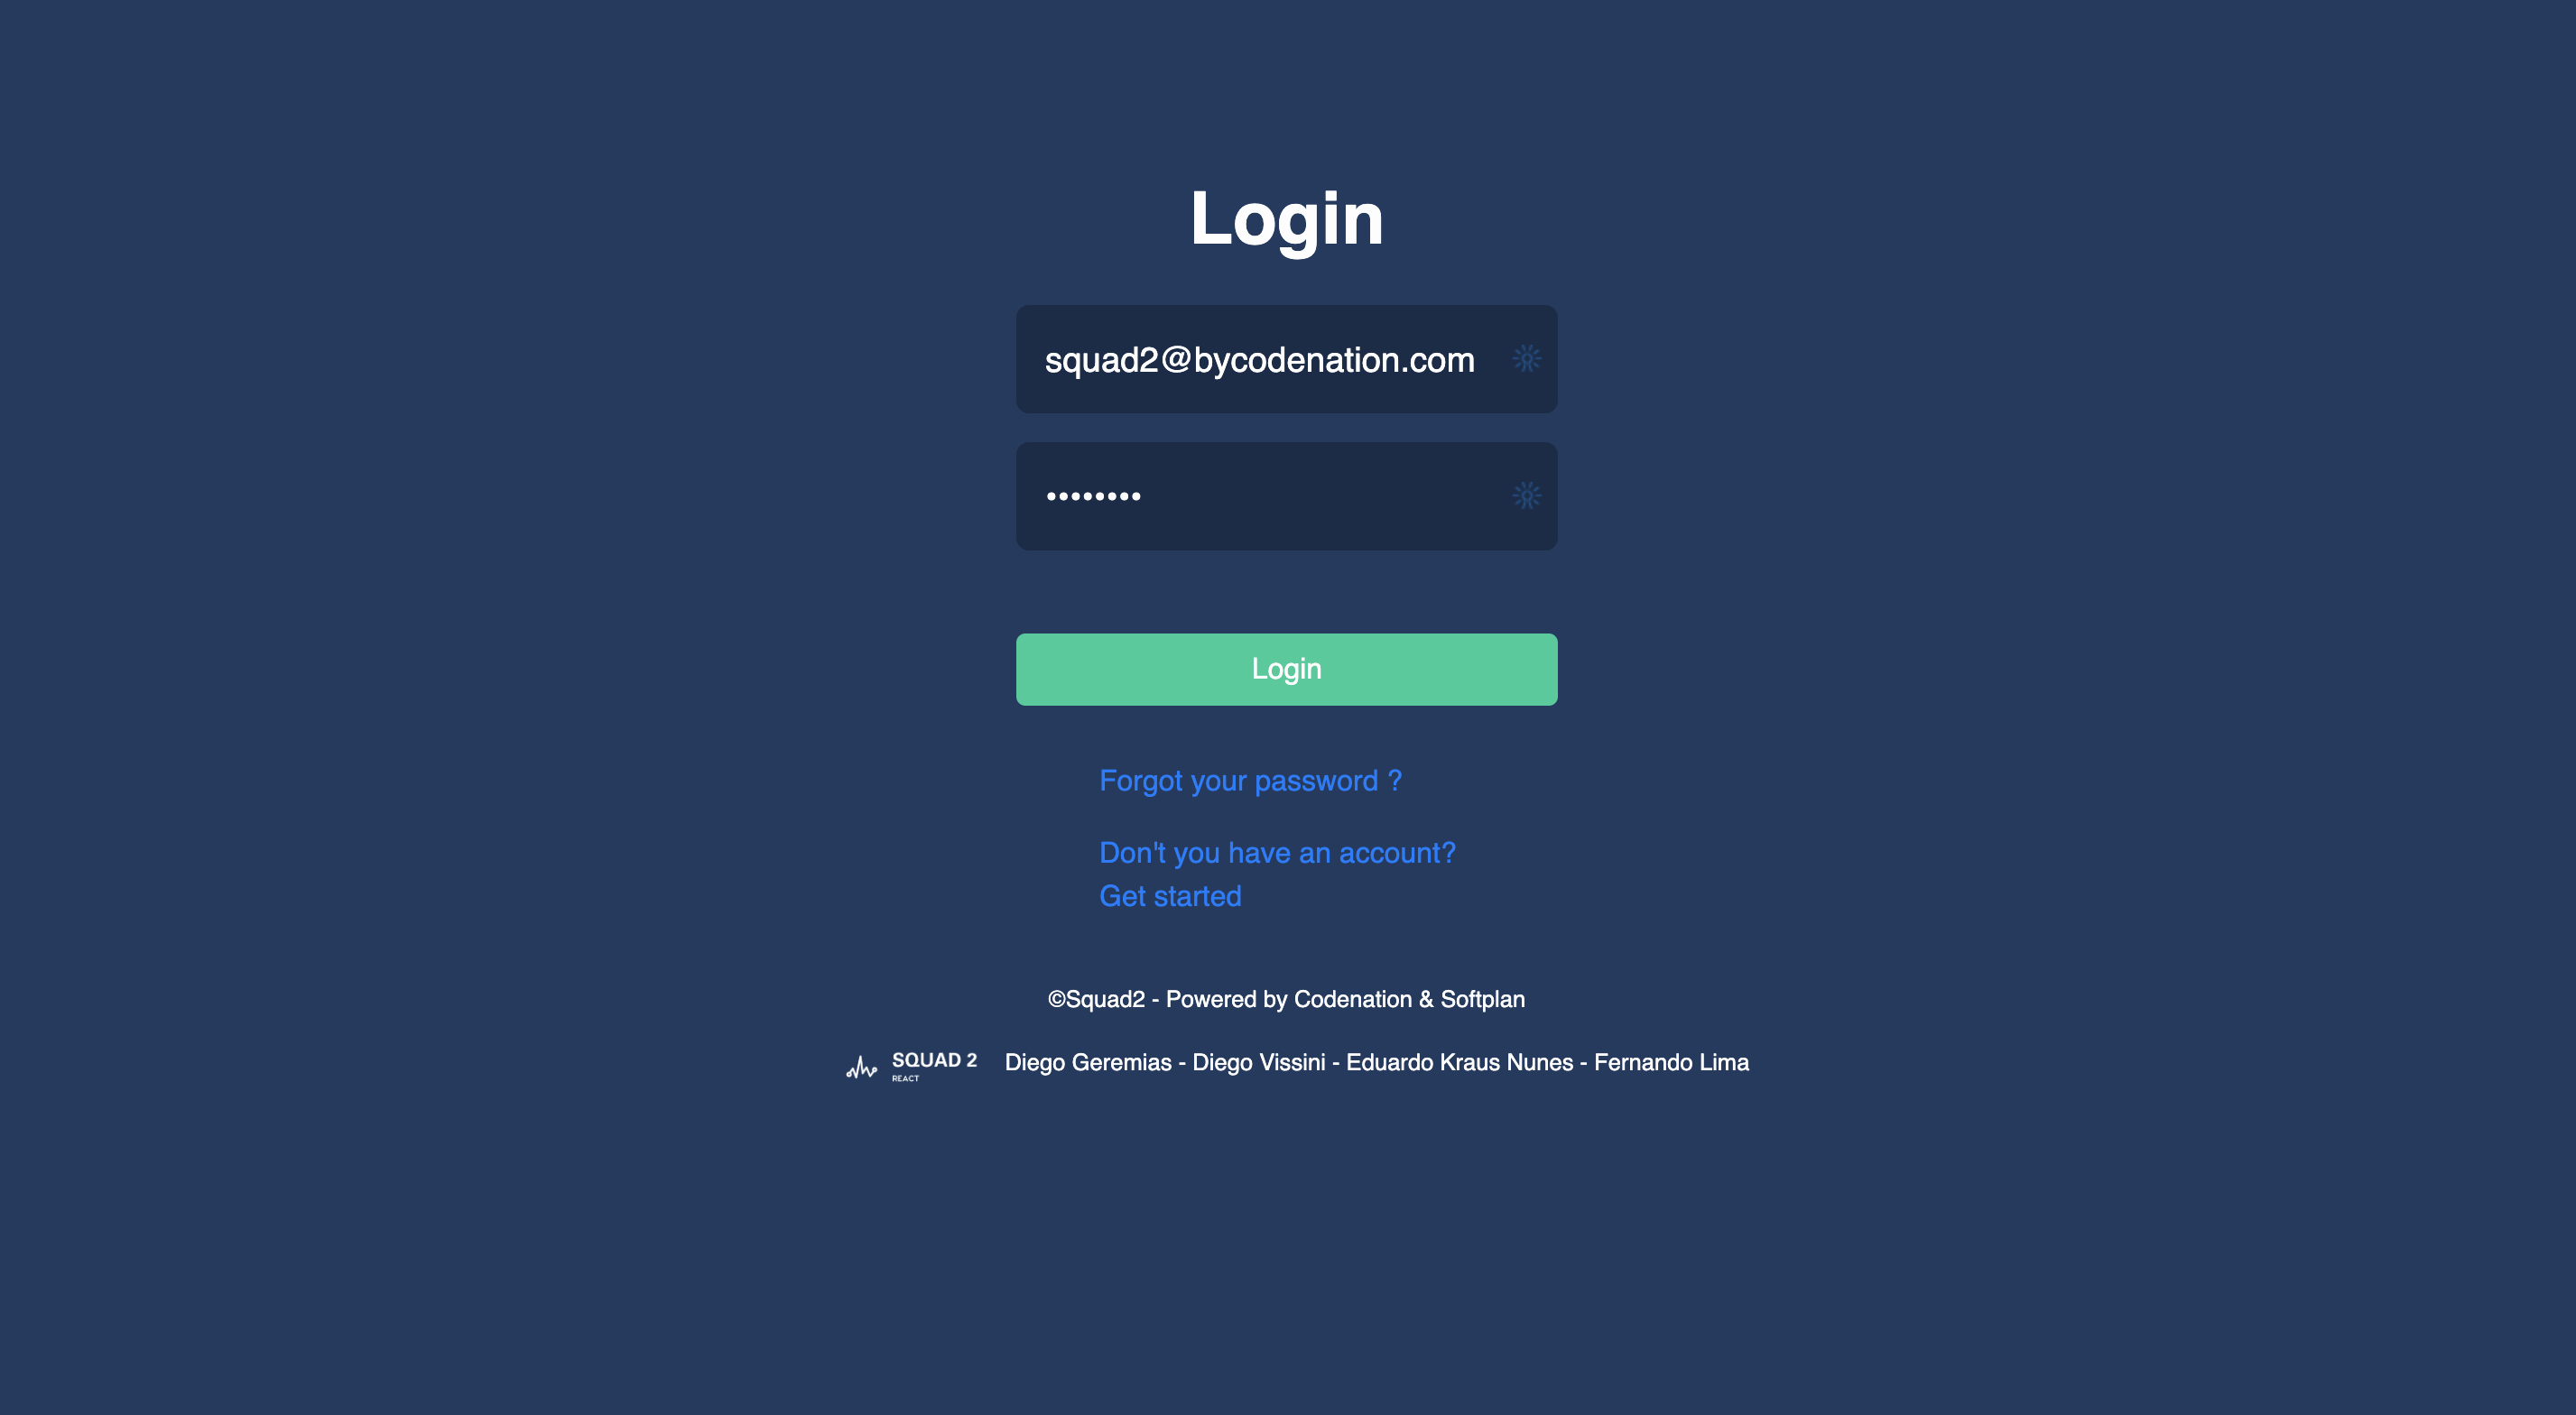 Login
squad2@bycodenation.com
••••••••
Login
Forgot your password ?
Don't you have an account?
Get started
©Squad2 - Powered by Codenation & Softplan
SQUAD 2
REACT
Diego Geremias - Diego Vissini - Eduardo Kraus Nunes - Fernando Lima